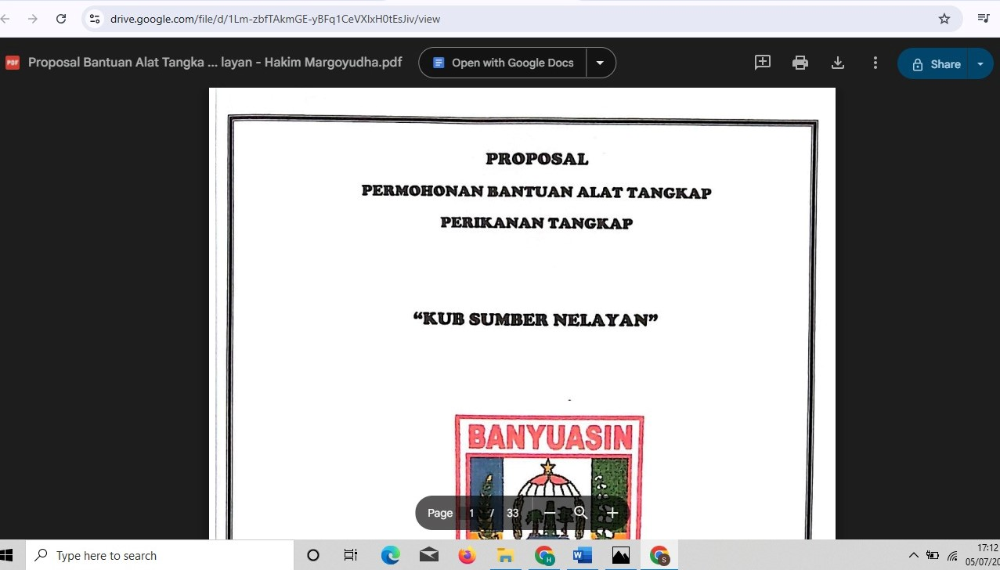 drive.google.com/file/d/1Lm-zbfTAkmGE-yBFq1CeVXIxH0tEsJiv/view
PDF Proposal Bantuan Alat Tangka ... layan - Hakim Margoyudha.pdf Open with Google Docs Share
PROPOSAL
PERMOHONAN BANTUAN ALAT TANGKAP
PERIKANAN TANGKAP
“KUB SUMBER NELAYAN”
BANYUASIN
Page 1 / 33
Type here to search
17:12
05/07/2